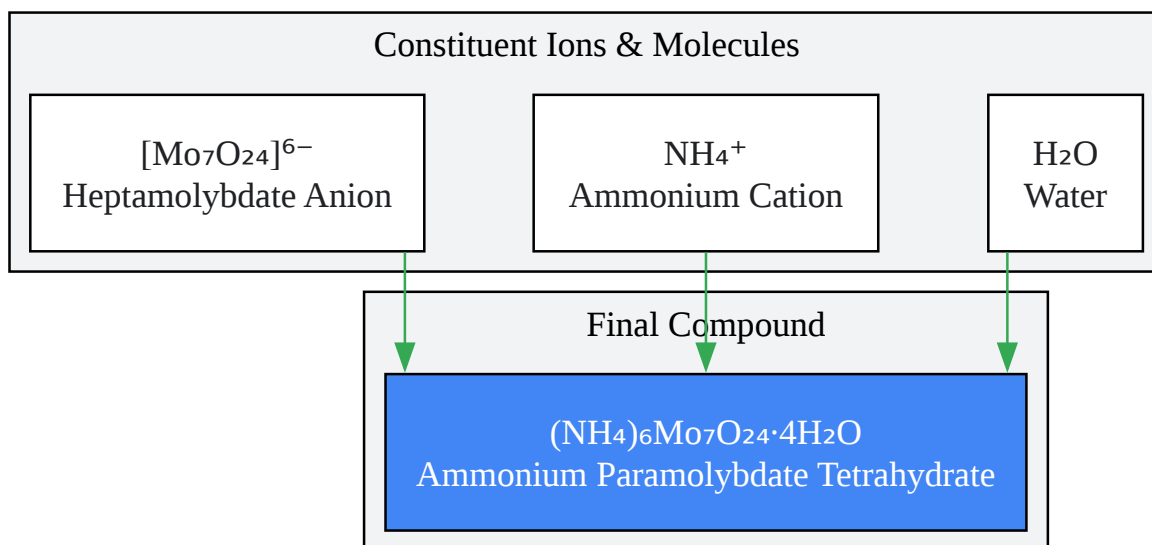 Constituent Ions & Molecules
[Mo₇O₂₄]⁶⁻
Heptamolybdate Anion
NH₄⁺
Ammonium Cation
H₂O
Water
Final Compound
(NH₄)₆Mo₇O₂₄·4H₂O
Ammonium Paramolybdate Tetrahydrate